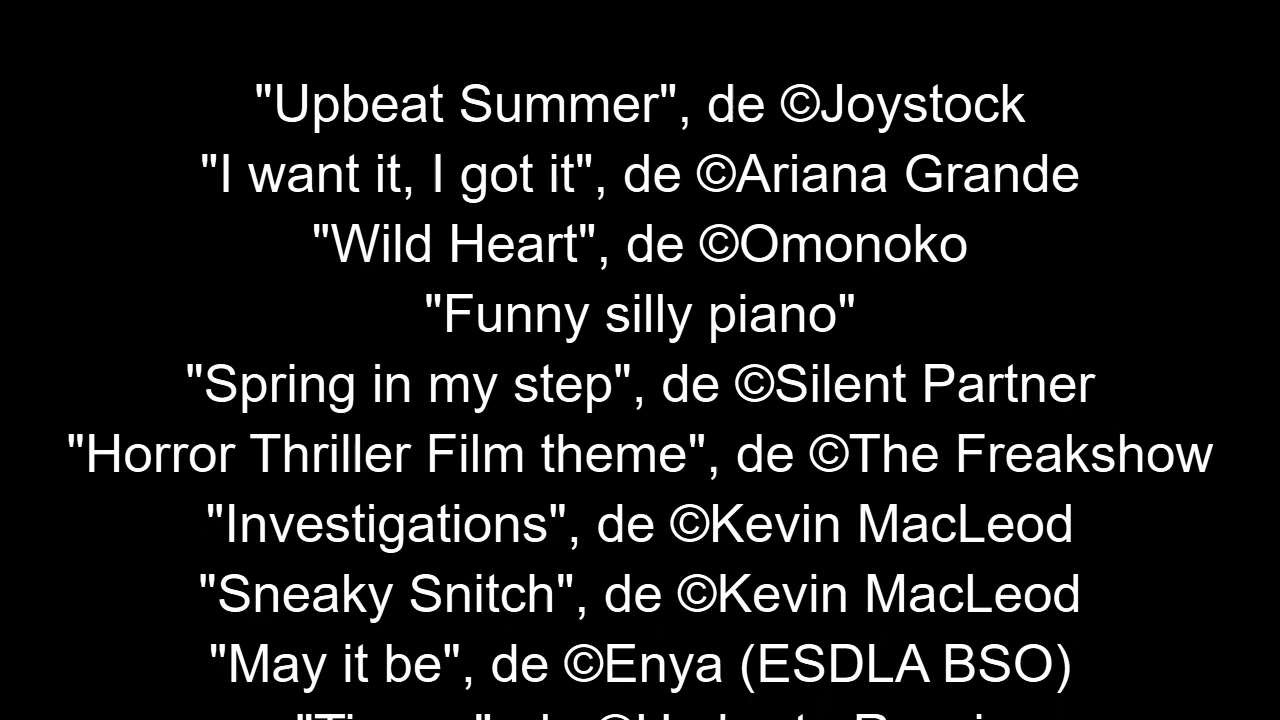 "Upbeat Summer", de ©Joystock
"I want it, I got it", de ©Ariana Grande
"Wild Heart", de ©Omonoko
"Funny silly piano"
"Spring in my step", de ©Silent Partner
"Horror Thriller Film theme", de ©The Freakshow
"Investigations", de ©Kevin MacLeod
"Sneaky Snitch", de ©Kevin MacLeod
"May it be", de ©Enya (ESDLA BSO)